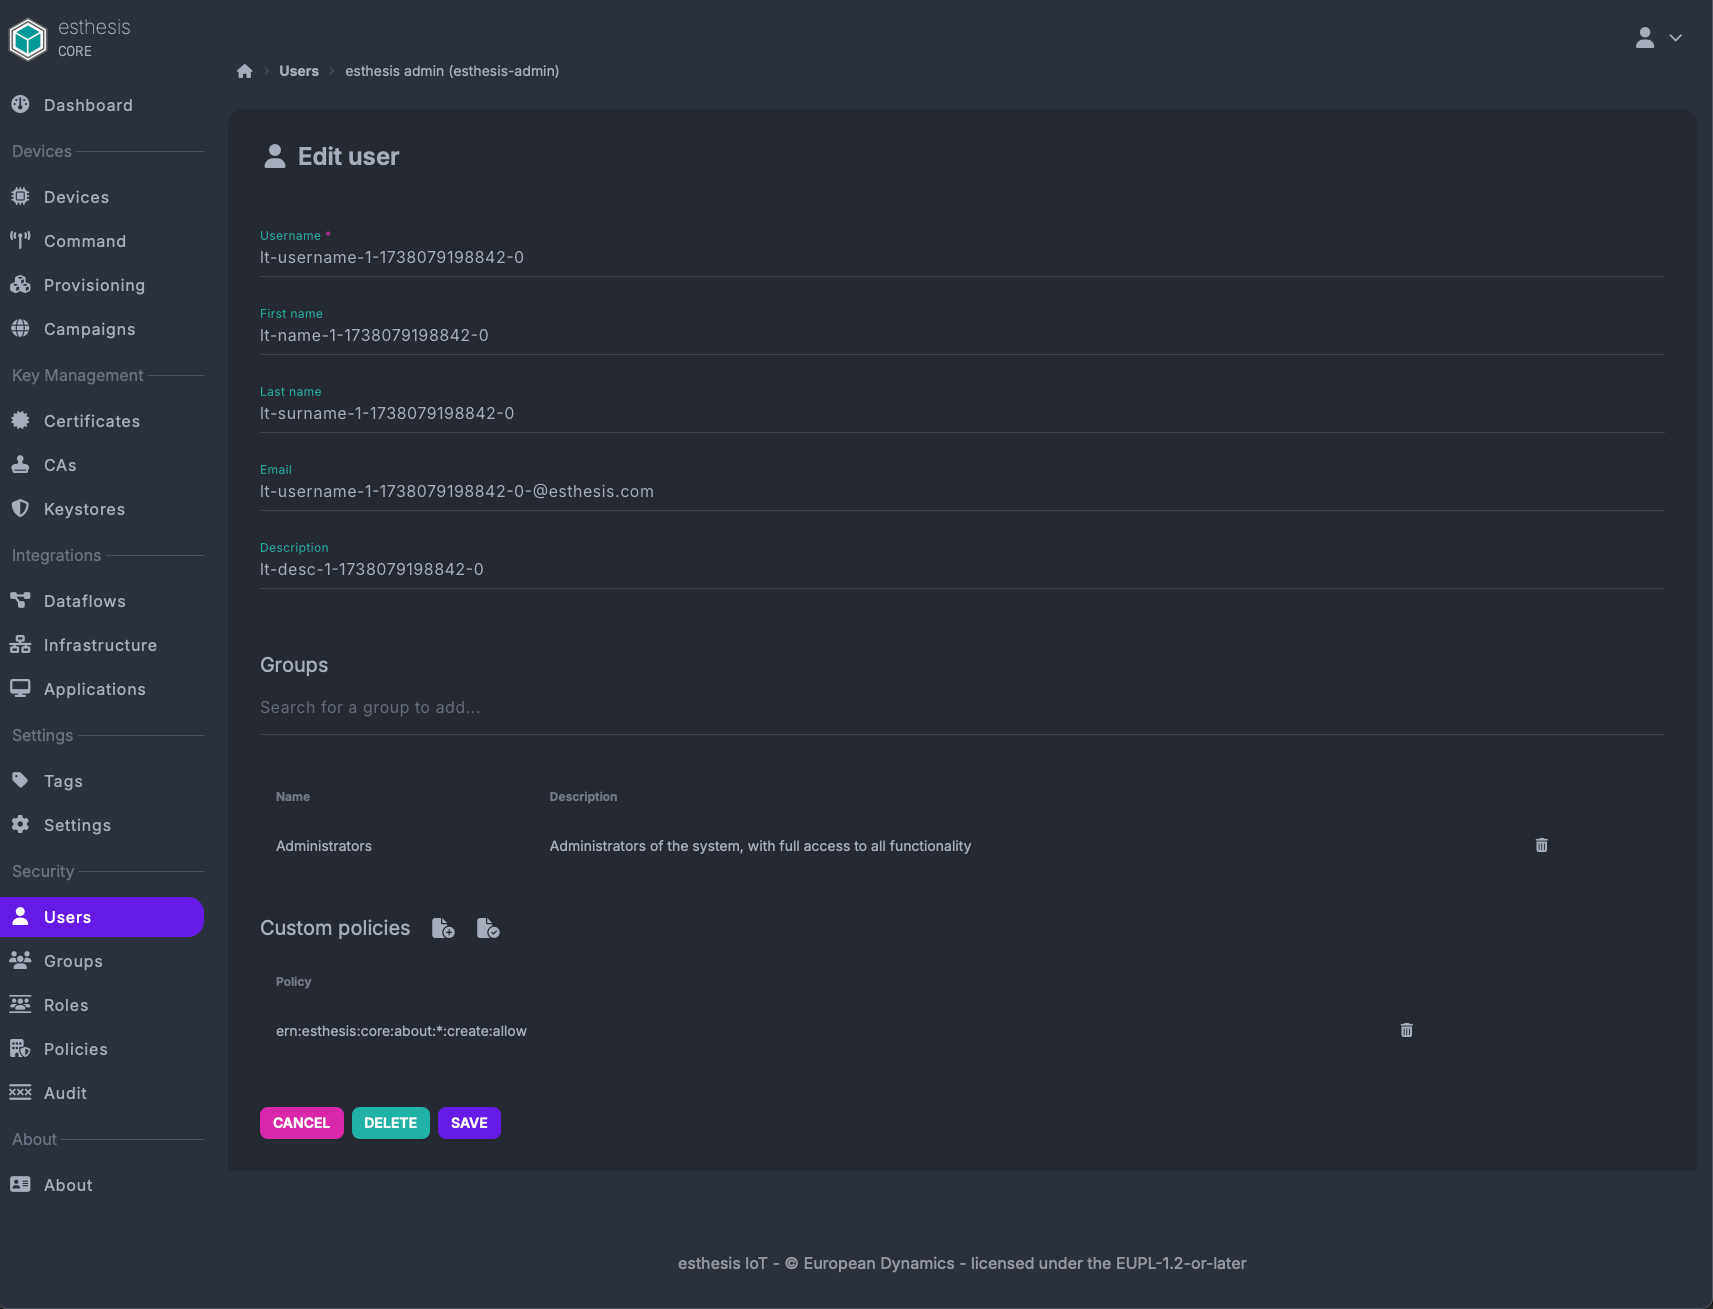 esthesis
CORE
Users
esthesis admin (esthesis-admin)
Dashboard
Devices
Devices
Command
Provisioning
Campaigns
Key Management
Certificates
CAs
Keystores
Integrations
Dataflows
Infrastructure
Applications
Settings
Tags
Settings
Security
Users
Groups
Roles
Policies
Audit
About
About
Edit user
Username *
lt-username-1-1738079198842-0
First name
lt-name-1-1738079198842-0
Last name
lt-surname-1-1738079198842-0
Email
lt-username-1-1738079198842-0-@esthesis.com
Description
lt-desc-1-1738079198842-0
Groups
Search for a group to add...
Name Description
Administrators Administrators of the system, with full access to all functionality
Custom policies
Policy
ern:esthesis:core:about:*:create:allow
CANCEL DELETE SAVE
esthesis IoT - © European Dynamics - licensed under the EUPL-1.2-or-later